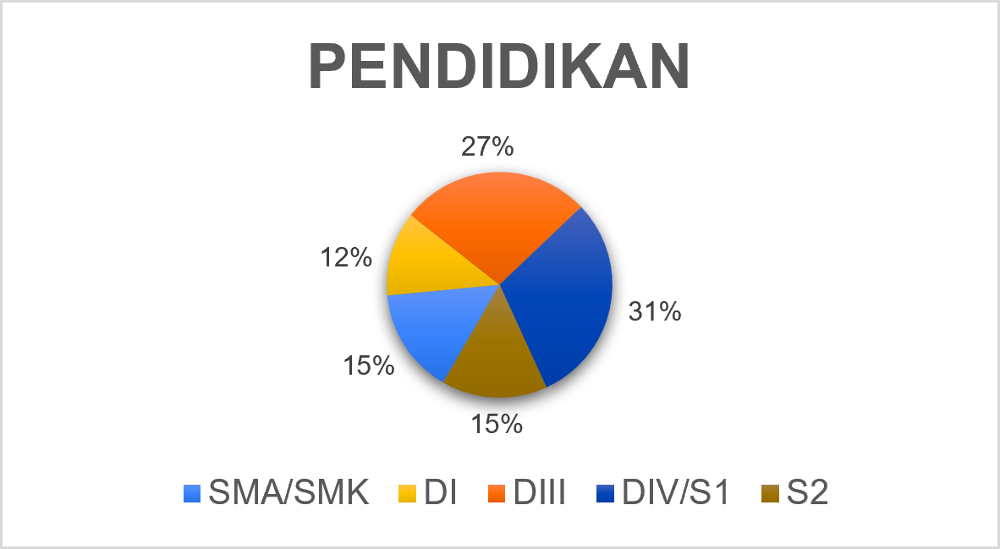 PENDIDIKAN
27%
12%
31%
15%
15%
SMA/SMK DI DIII DIV/S1 S2